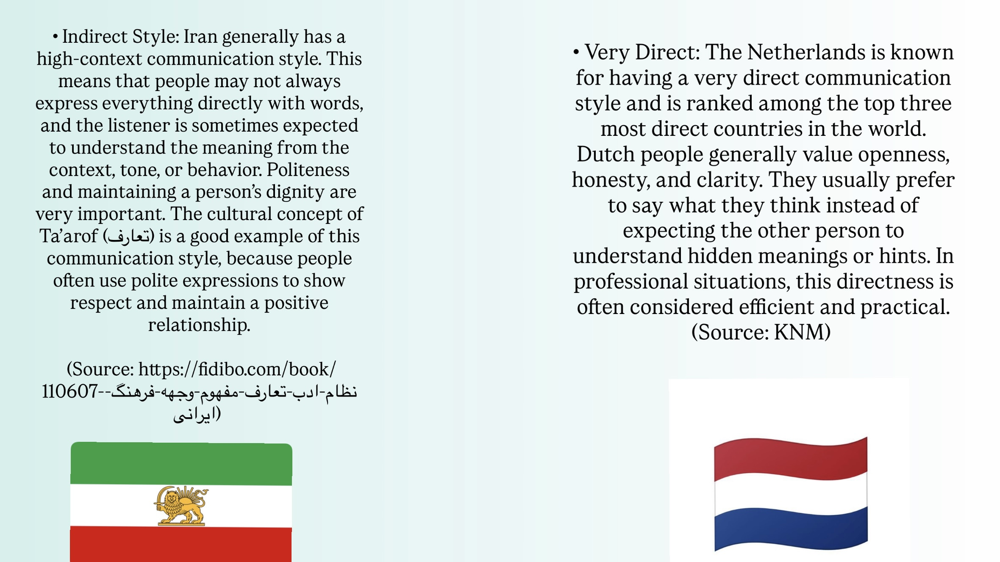 • Indirect Style: Iran generally has a
high-context communication style. This
means that people may not always
express everything directly with words,
and the listener is sometimes expected
to understand the meaning from the
context, tone, or behavior. Politeness
and maintaining a person’s dignity are
very important. The cultural concept of
Ta’arof (تعارف) is a good example of this
communication style, because people
often use polite expressions to show
respect and maintain a positive
relationship.
(Source: https://fidibo.com/book/
110607-نظام-ادب-تعارف-مفهوم-وجهه-فرهنگ-
ایرانی)
• Very Direct: The Netherlands is known
for having a very direct communication
style and is ranked among the top three
most direct countries in the world.
Dutch people generally value openness,
honesty, and clarity. They usually prefer
to say what they think instead of
expecting the other person to
understand hidden meanings or hints. In
professional situations, this directness is
often considered efficient and practical.
(Source: KNM)